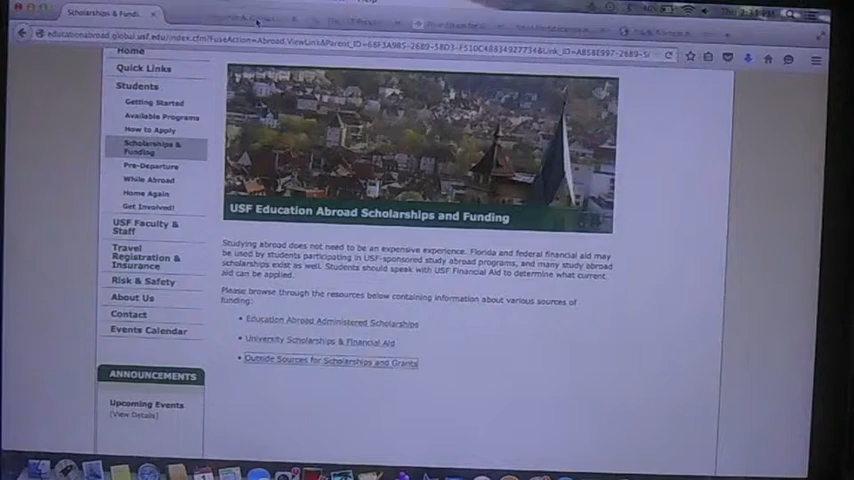 Scholarships & Fundi...
educationabroad.global.usf.edu/index.cfm?FuseAction=Abroad.ViewLink&Parent_ID=
Home
Quick Links
Students
Getting Started
Available Programs
How to Apply
Scholarships &
Funding
Pre-Departure
While Abroad
Home Again
Get Involved!
USF Faculty &
Staff
Travel
Registration &
Insurance
Risk & Safety
About Us
Contact
Events Calendar
ANNOUNCEMENTS
Upcoming Events
(View Details)
USF Education Abroad Scholarships and Funding
Studying abroad does not need to be an expensive experience. Florida and federal financial aid may
be used by students participating in USF-sponsored study abroad programs, and many study abroad
scholarships exist as well. Students should speak with USF Financial Aid to determine what current
aid can be applied.
Please browse through the resources below containing information about various sources of
funding:
• Education Abroad Administered Scholarships
• University Scholarships & Financial Aid
• Outside Sources for Scholarships and Grants